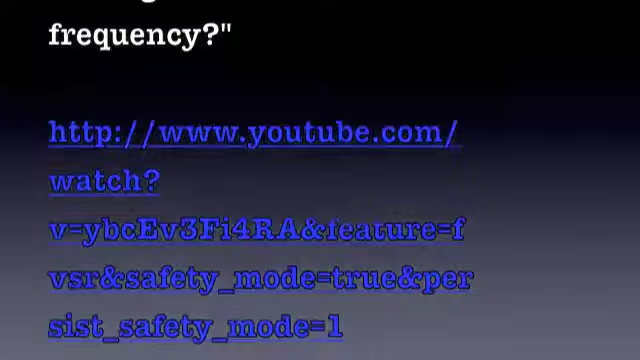 frequency?"
http://www.youtube.com/
watch?
v=ybcEv3Fi4RA&feature=f
vsr&safety_mode=true&per
sist_safety_mode=1